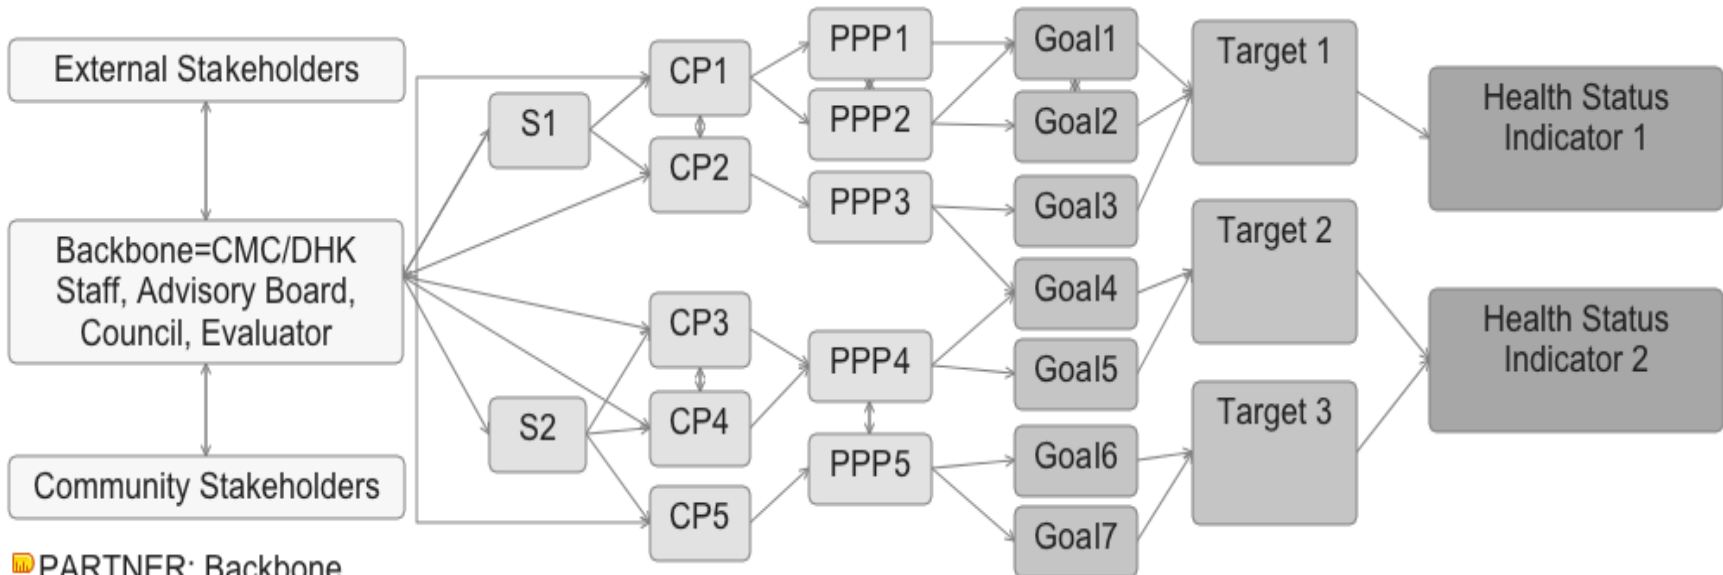 External Stakeholders
Backbone=CMC/DHK
Staff, Advisory Board,
Council, Evaluator
Community Stakeholders
S1
S2
CP1
CP2
CP3
CP4
CP5
PPP1
PPP2
PPP3
PPP4
PPP5
Goal1
Goal2
Goal3
Goal4
Goal5
Goal6
Goal7
Target 1
Target 2
Target 3
Health Status
Indicator 1
Health Status
Indicator 2
PARTNER: Backbone